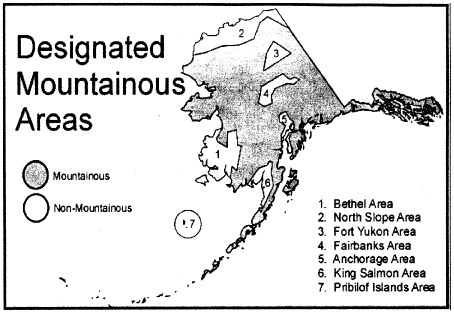 Designated
Mountainous
Areas
Mountainous
Non-Mountainous
2
3
4
5
1
6
7
1. Bethel Area
2. North Slope Area
3. Fort Yukon Area
4. Fairbanks Area
5. Anchorage Area
6. King Salmon Area
7. Pribilof Islands Area